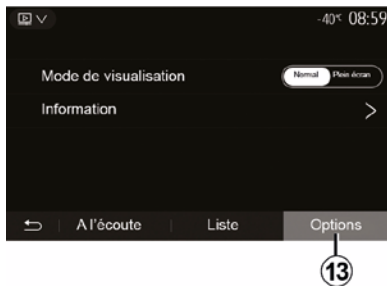 -40°C 08:59
Mode de visualisation Normal Plein écran
Information >
A l'écoute Liste Options
13